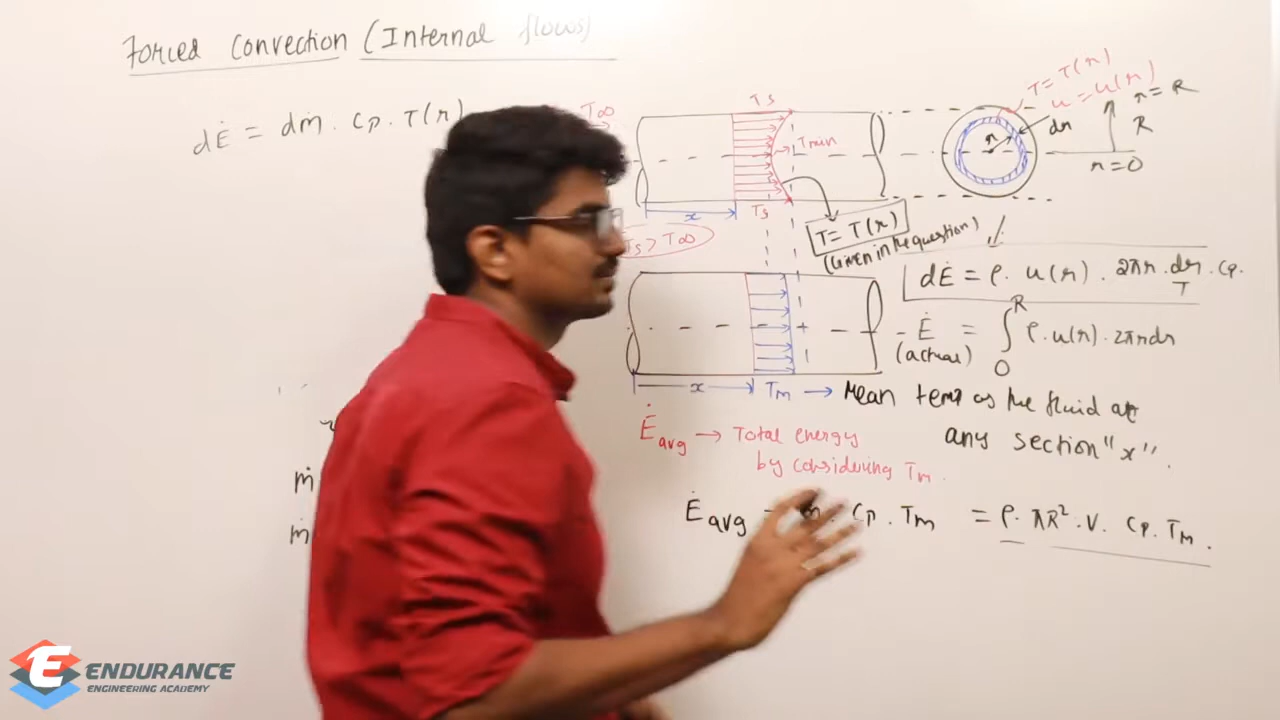 Forced Convection (Internal flows)
dĖ = dṁ. Cp. T(r)
T∞
Ts
Tmin
x
Ts
Ts > T∞
T = T(r)
(Given in the question)
T = T(r)
u = u(r)
r = R
R
dr
r
r = 0
dĖ = ρ. u(r). 2πr. dr. Cp.
T
Ė = ∫₀ᴿ ρ.u(r). 2πrdr
(actual)
x
Tm → Mean temp of the fluid at
any section "x".
Ėavg → Total energy
by considering Tm.
Ėavg = ṁ. Cp. Tm = ρ. πR². V. Cp. Tm.
ṁ
ṁ
ENDURANCE
ENGINEERING ACADEMY